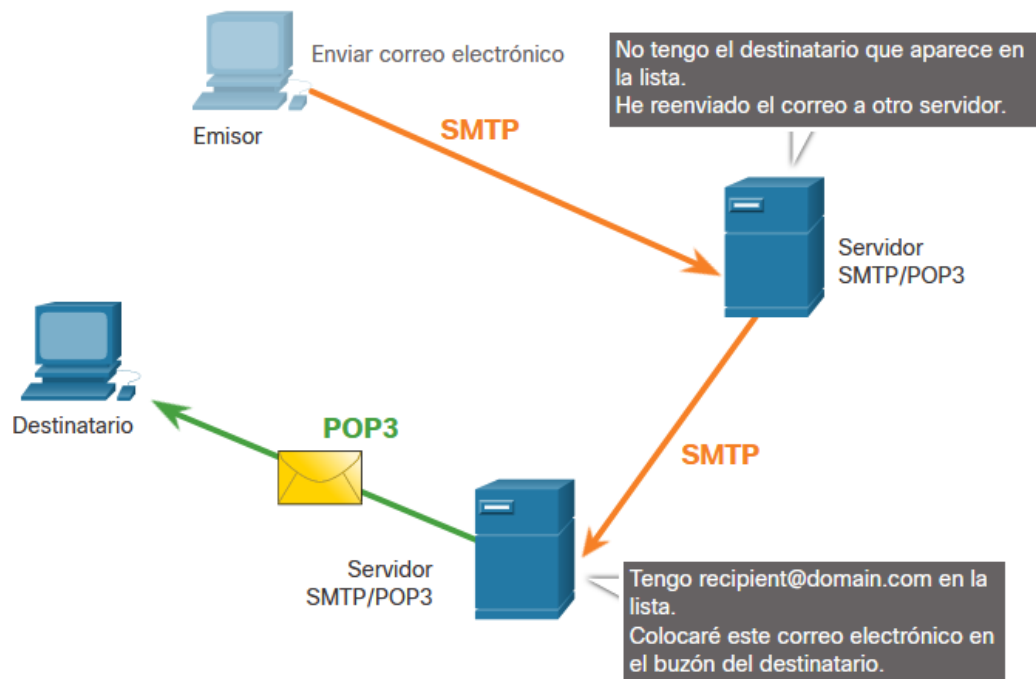 Enviar correo electrónico
No tengo el destinatario que aparece en
la lista.
He reenviado el correo a otro servidor.
Emisor
SMTP
Servidor
SMTP/POP3
Destinatario
POP3
SMTP
Servidor
SMTP/POP3
Tengo recipient@domain.com en la
lista.
Colocaré este correo electrónico en
el buzón del destinatario.